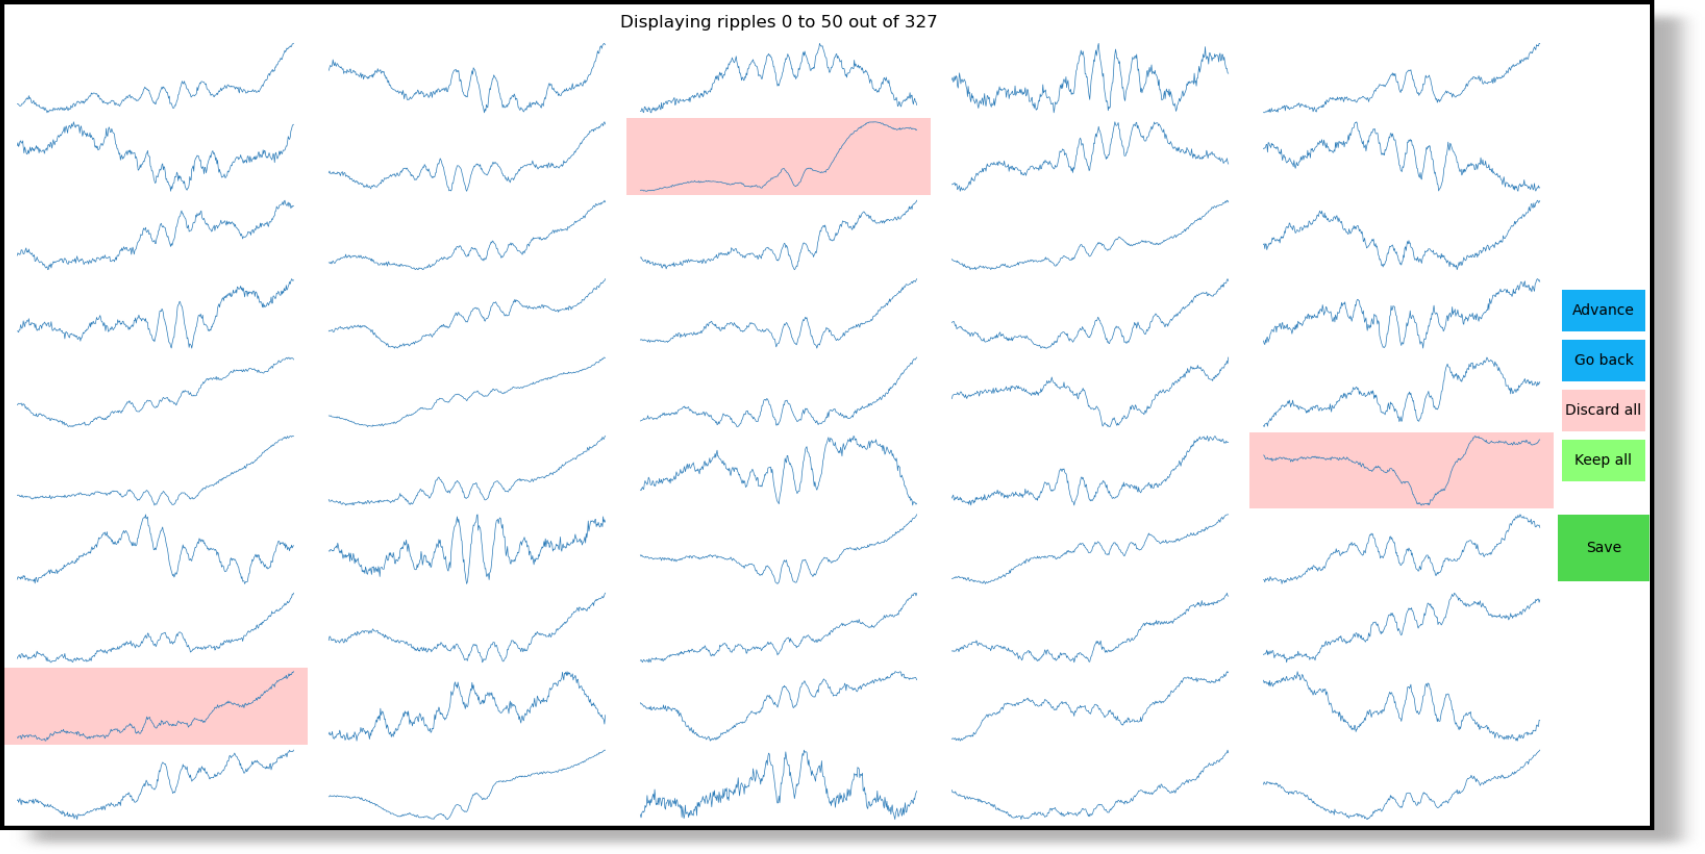 Displaying ripples 0 to 50 out of 327
Advance
Go back
Discard all
Keep all
Save